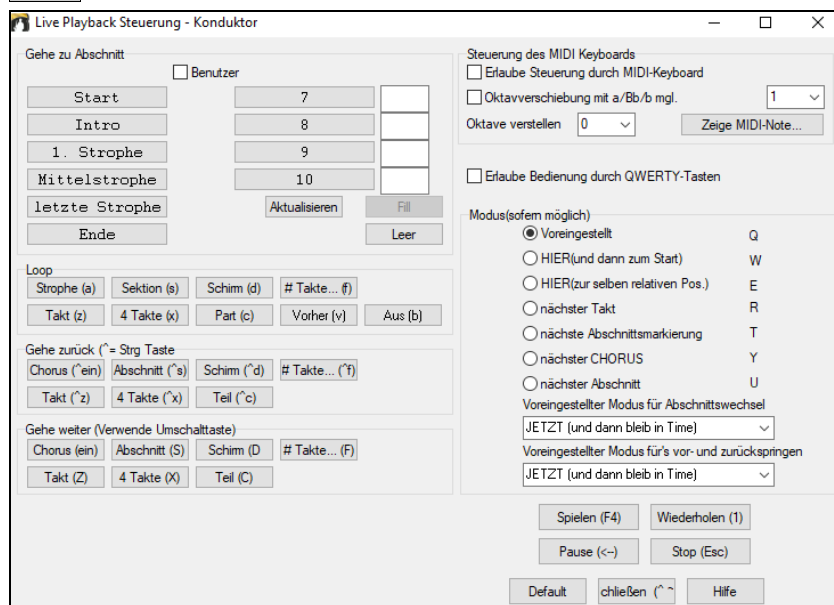 Live Playback Steuerung - Konduktor
Gehe zu Abschnitt
Benutzer
Start 7
Intro 8
1. Strophe 9
Mittelstrophe 10
letzte Strophe Aktualisieren Fill
Ende Leer
Loop
Strophe (a) Sektion (s) Schirm (d) # Takte... (f)
Takt (z) 4 Takte (x) Part (c) Vorher (v) Aus (b)
Gehe zurück (^= Strg Taste
Chorus (^ein) Abschnitt (^s) Schirm (^d) # Takte... (^f)
Takt (^z) 4 Takte (^x) Teil (^c)
Gehe weiter (Verwende Umschalttaste)
Chorus (ein) Abschnitt (S) Schirm (D # Takte... (F)
Takt (Z) 4 Takte (X) Teil (C)
Steuerung des MIDI Keyboards
Erlaube Steuerung durch MIDI-Keyboard
Oktavverschiebung mit a/Bb/b mgl. 1
Oktave verstellen 0 Zeige MIDI-Note...
Erlaube Bedienung durch QWERTY-Tasten
Modus(sofern möglich)
Voreingestellt Q
HIER(und dann zum Start) W
HIER(zur selben relativen Pos.) E
nächster Takt R
nächste Abschnittsmarkierung T
nächster CHORUS Y
nächster Abschnitt U
Voreingestellter Modus für Abschnittswechsel
JETZT (und dann bleib in Time)
Voreingestellter Modus für's vor- und zurückspringen
JETZT (und dann bleib in Time)
Spielen (F4) Wiederholen (1)
Pause (<--) Stop (Esc)
Default chließen (^ ~ Hilfe